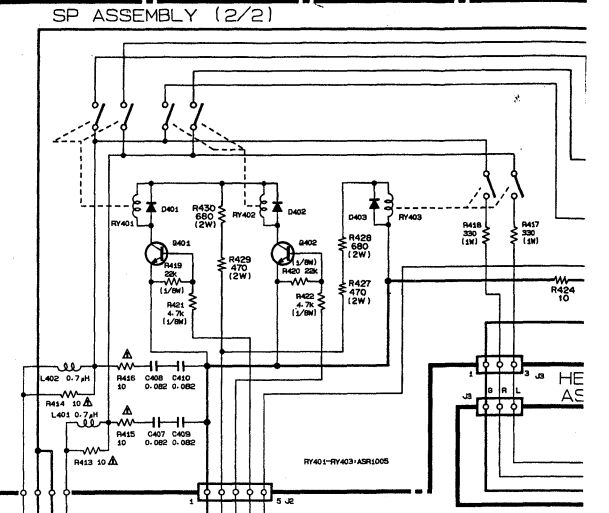 SP ASSEMBLY (2/2)
RY401
D401
R430
680
(2W)
RY402
D402
D403
RY403
R418
330
(1W)
R417
330
(1W)
Q401
R419
22k
(1/8W)
R421
4.7k
(1/8W)
R429
470
(2W)
Q402
(1/8W)
R420 22k
R422
4.7k
(1/8W)
R428
680
(2W)
R427
470
(2W)
R424
10
L402 0.7μH
R416
10
C408
0.082
C410
0.082
R414 10
L401 0.7μH
R415
10
C407
0.082
C409
0.082
R413 10
1
3
J3
G R L
J3
HE
AS
RY401-RY403:ASR1005
1
5 J2